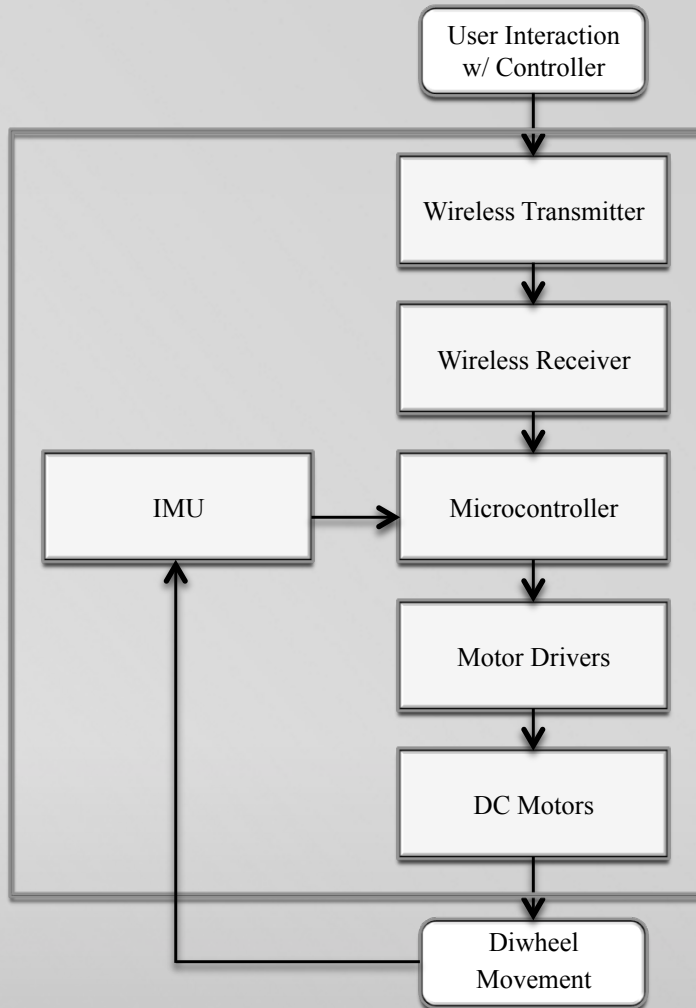 User Interaction
w/ Controller
Wireless Transmitter
Wireless Receiver
IMU
Microcontroller
Motor Drivers
DC Motors
Diwheel
Movement